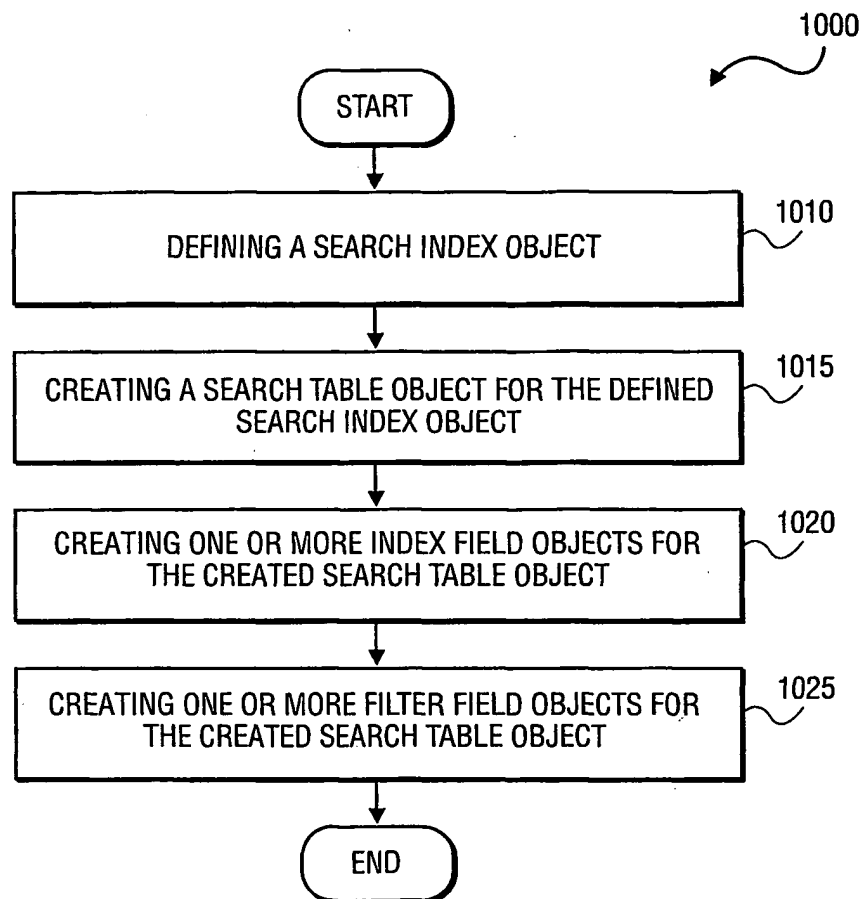 1000
START
DEFINING A SEARCH INDEX OBJECT
1010
CREATING A SEARCH TABLE OBJECT FOR THE DEFINED
SEARCH INDEX OBJECT
1015
CREATING ONE OR MORE INDEX FIELD OBJECTS FOR
THE CREATED SEARCH TABLE OBJECT
1020
CREATING ONE OR MORE FILTER FIELD OBJECTS FOR
THE CREATED SEARCH TABLE OBJECT
1025
END